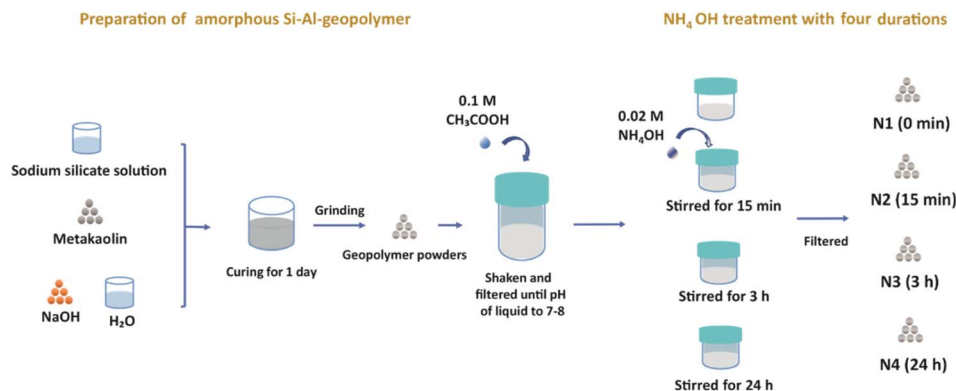 Preparation of amorphous Si-Al-geopolymer
NH₄OH treatment with four durations
Sodium silicate solution
Metakaolin
NaOH
H₂O
Curing for 1 day
Grinding
Geopolymer powders
0.1 M
CH₃COOH
Shaken and
filtered until pH
of liquid to 7-8
0.02 M
NH₄OH
Stirred for 15 min
Stirred for 3 h
Stirred for 24 h
Filtered
N1 (0 min)
N2 (15 min)
N3 (3 h)
N4 (24 h)